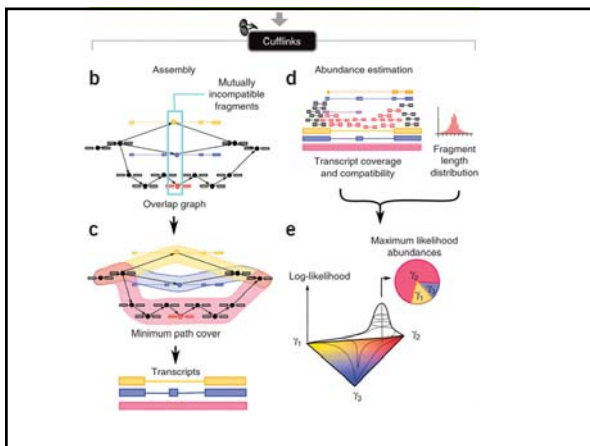 Cufflinks
b
Assembly
Mutually
incompatible
fragments
Overlap graph
c
Minimum path cover
Transcripts
d
Abundance estimation
Transcript coverage
and compatibility
Fragment
length
distribution
e
Maximum likelihood
abundances
Log-likelihood
γ3
γ1
γ1
γ2
γ3